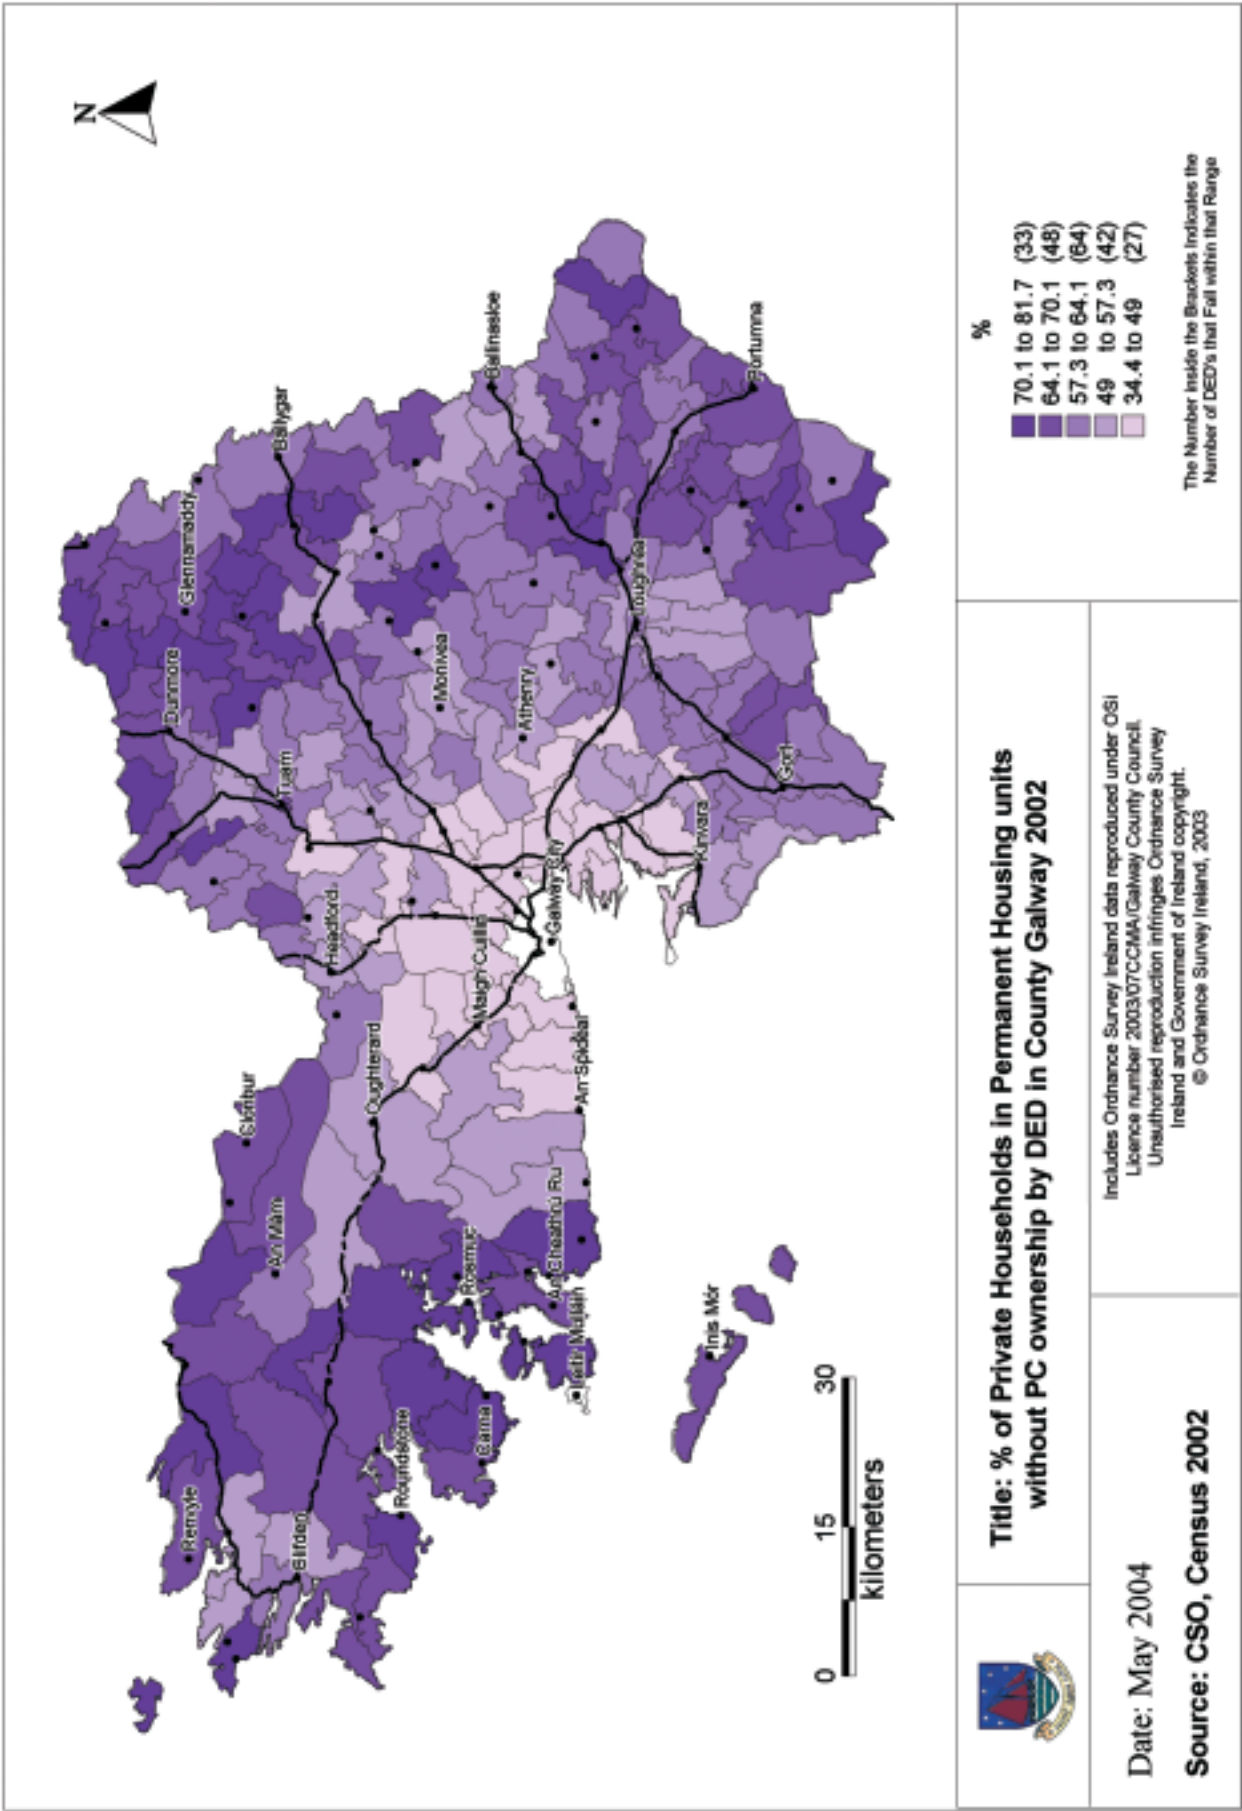 N
Glennamaddy
Ballygar
Dunmore
Tuam
Headford
Clonbur
An Mám
Renvyle
Clifden
Oughterard
Monivea
Ballinasloe
Athenry
Maigh Cuilinn
Galway City
Loughrea
Portumna
Kinvara
Gort
An Spidéal
An Cheathrú Rú
Rosmuc
Leitir Molláin
Carna
Roundstone
Inis Mór
0 15 30
kilometers
Title: % of Private Households in Permanent Housing units
without PC ownership by DED in County Galway 2002
%
70.1 to 81.7 (33)
64.1 to 70.1 (48)
57.3 to 64.1 (64)
49 to 57.3 (42)
34.4 to 49 (27)
The Number inside the Brackets Indicates the
Number of DED's that Fall within that Range
Date: May 2004
Source: CSO, Census 2002
Includes Ordnance Survey Ireland data reproduced under OSi
Licence number 2003/07CCMA/Galway County Council.
Unauthorised reproduction infringes Ordnance Survey
Ireland and Government of Ireland copyright.
© Ordnance Survey Ireland, 2003